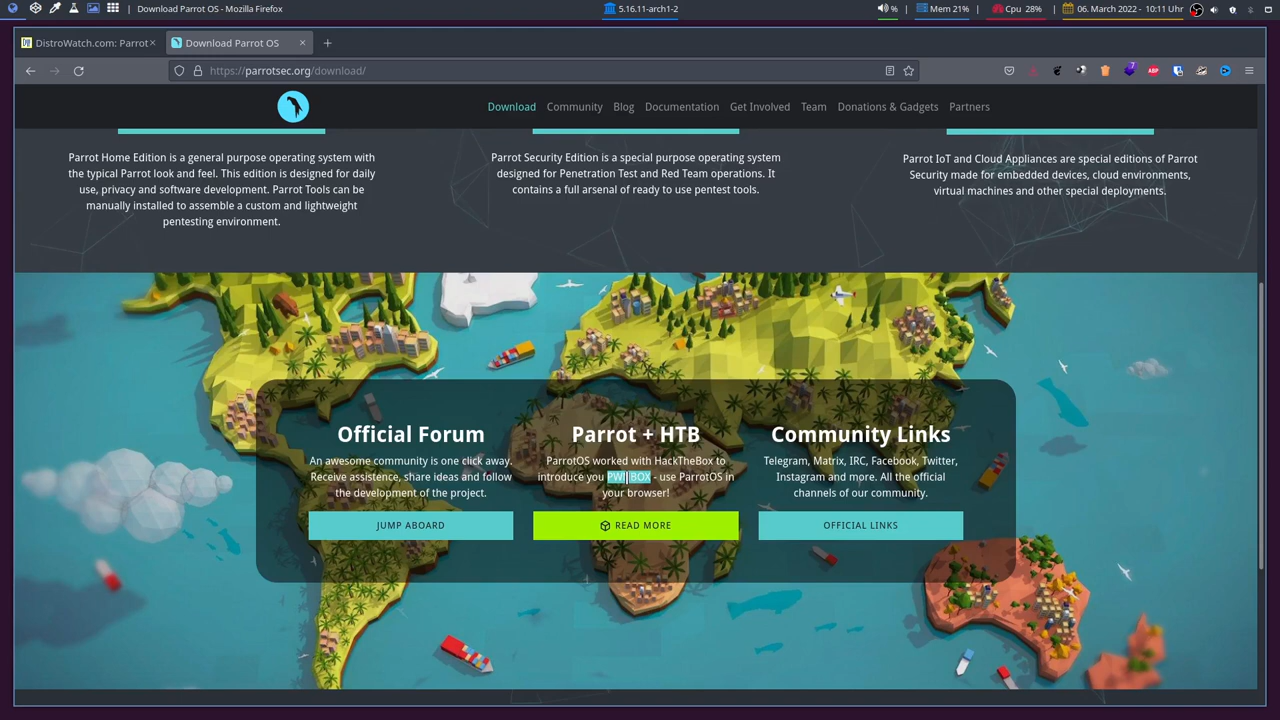 Download Parrot OS - Mozilla Firefox
5.16.11-arch1-2
%
Mem 21%
Cpu 28%
06. March 2022 - 10:11 Uhr
DistroWatch.com: Parrot
Download Parrot OS
https://parrotsec.org/download/
ABP
Download Community Blog Documentation Get Involved Team Donations & Gadgets Partners
Parrot Home Edition is a general purpose operating system with
the typical Parrot look and feel. This edition is designed for daily
use, privacy and software development. Parrot Tools can be
manually installed to assemble a custom and lightweight
pentesting environment.
Parrot Security Edition is a special purpose operating system
designed for Penetration Test and Red Team operations. It
contains a full arsenal of ready to use pentest tools.
Parrot IoT and Cloud Appliances are special editions of Parrot
Security made for embedded devices, cloud environments,
virtual machines and other special deployments.
Official Forum
An awesome community is one click away.
Receive assistence, share ideas and follow
the development of the project.
JUMP ABOARD
Parrot + HTB
ParrotOS worked with HackTheBox to
introduce you PWNBOX - use ParrotOS in
your browser!
READ MORE
Community Links
Telegram, Matrix, IRC, Facebook, Twitter,
Instagram and more. All the official
channels of our community.
OFFICIAL LINKS